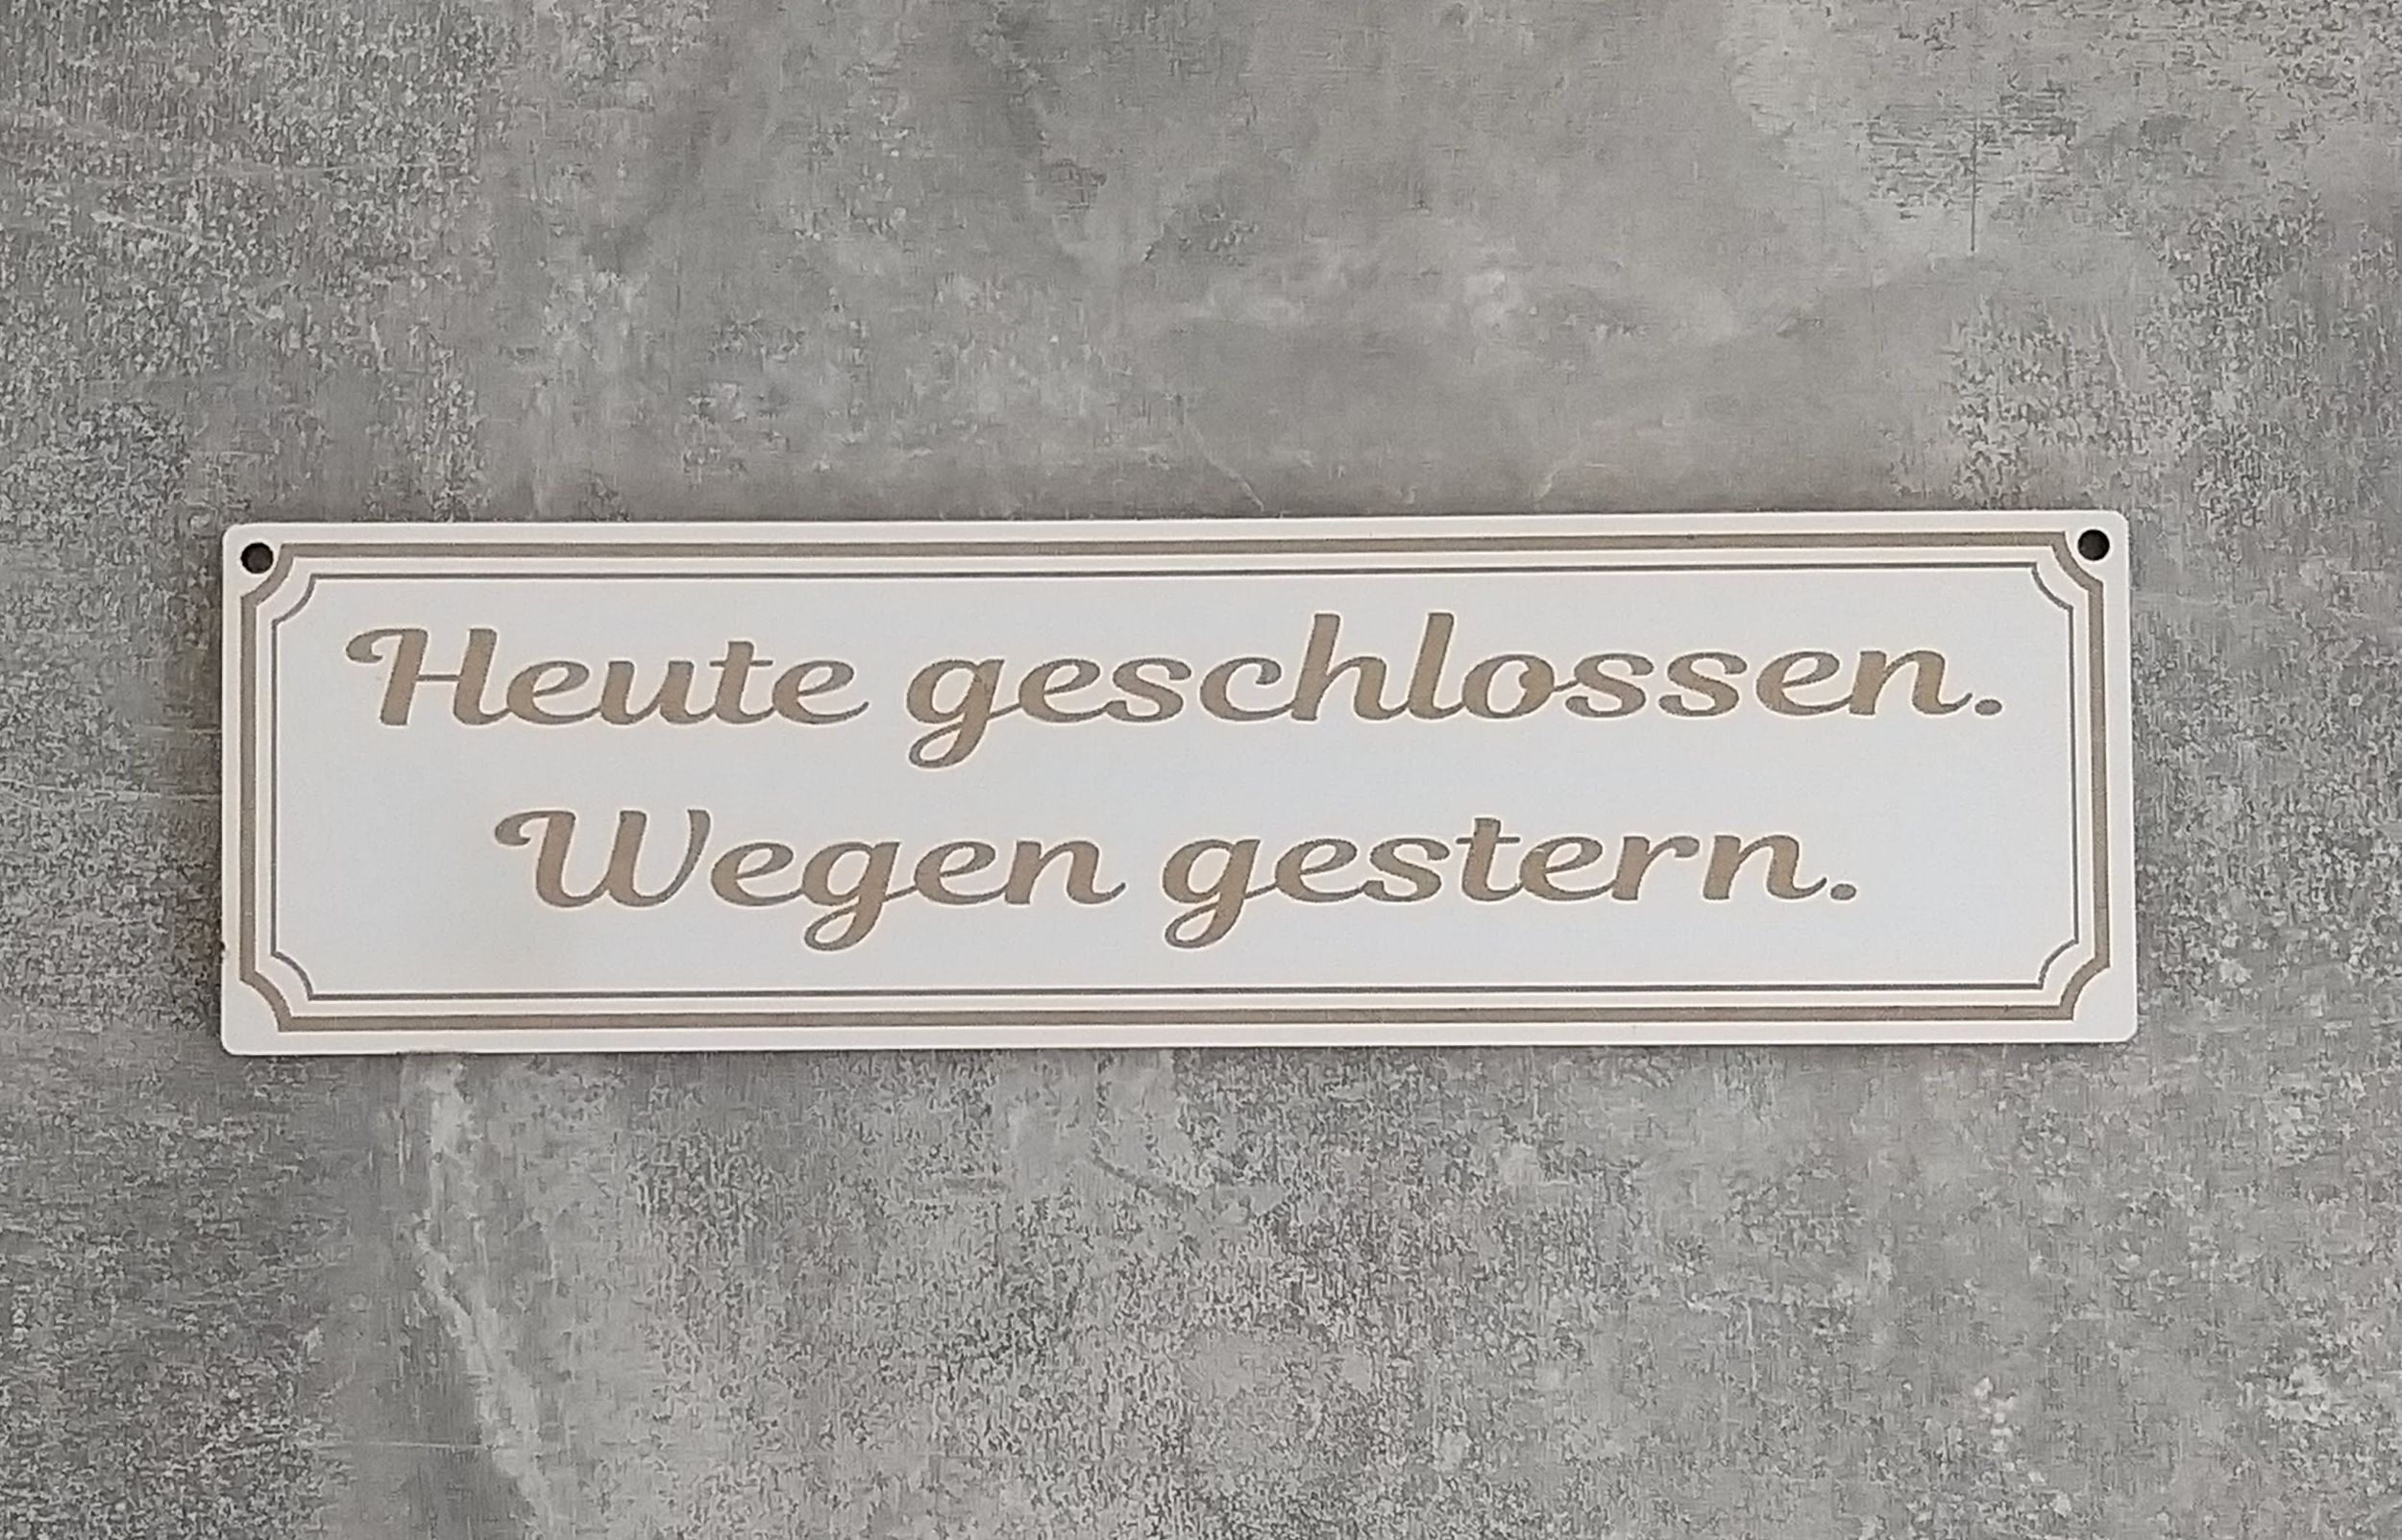 Heute geschlossen.
Wegen gestern.